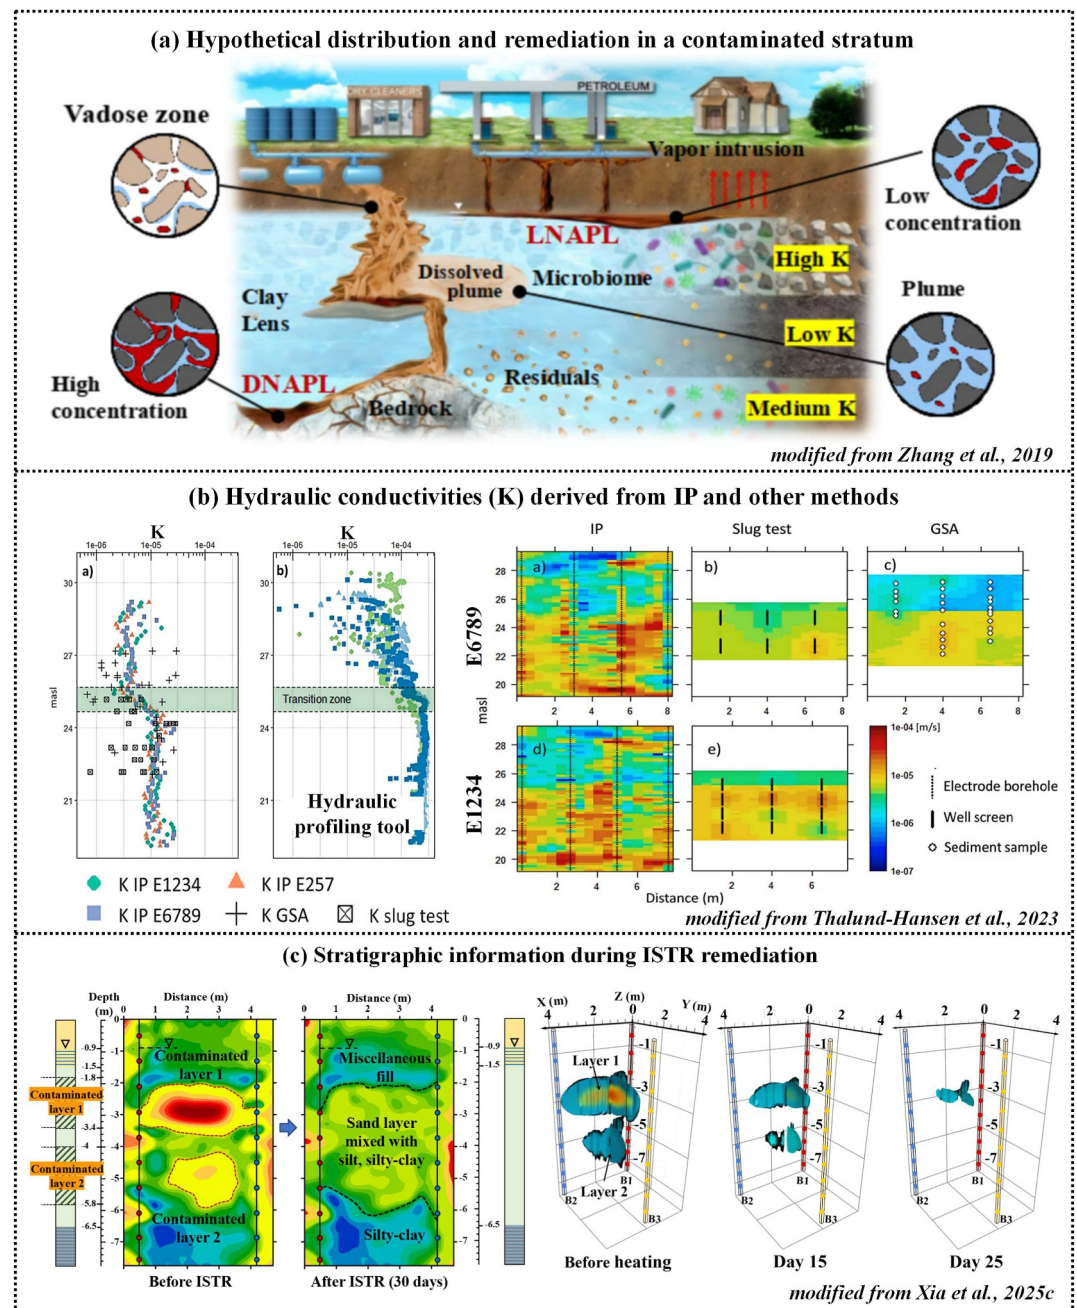 (a) Hypothetical distribution and remediation in a contaminated stratum
Vadose zone
DRY CLEANERS
PETROLEUM
Vapor intrusion
Low
concentration
LNAPL
High K
Dissolved
plume
Microbiome
Clay
Lens
Plume
Low K
High
concentration
DNAPL
Residuals
Bedrock
Medium K
modified from Zhang et al., 2019
(b) Hydraulic conductivities (K) derived from IP and other methods
K
K
1e-06 1e-05 1e-04
1e-06 1e-05 1e-04
a)
b)
30
27
24
21
masl
30
27
24
21
Transition zone
Hydraulic
profiling tool
K IP E1234
K IP E257
K IP E6789
K GSA
K slug test
IP
Slug test
GSA
E6789
a)
b)
c)
28
26
24
22
20
2 4 6 8
2 4 6 8
2 4 6 8
masl
E1234
d)
e)
28
26
24
22
20
2 4 6 8
2 4 6
Distance (m)
1e-04 [m/s]
1e-05
1e-06
1e-07
Electrode borehole
Well screen
Sediment sample
modified from Thalund-Hansen et al., 2023
(c) Stratigraphic information during ISTR remediation
Depth
(m)
Distance (m)
0 1 2 3 4
Distance (m)
0 1 2 3 4
0
-0.9
-1.5
-1.8
-2
-3
-3.4
-4
-4
-5
-5.8
-6
-6.5
-7
Contaminated
layer 1
Contaminated
layer 2
Contaminated
layer 1
Contaminated
layer 2
Before ISTR
Miscellaneous
fill
Sand layer
mixed with
silt, silty-clay
Silty-clay
After ISTR (30 days)
0
-1
-2
-3
-4
-5
-6
-7
-0.9
-1.5
-6.5
X (m)
Z (m)
Y (m)
4 2 0 2 4
-1
-3
-5
-7
Layer 1
Layer 2
B1
B2
B3
Before heating
4 2 0 2 4
-1
-3
-5
-7
B1
B2
B3
Day 15
4 2 0 2 4
-1
-3
-5
-7
B1
B2
B3
Day 25
modified from Xia et al., 2025c